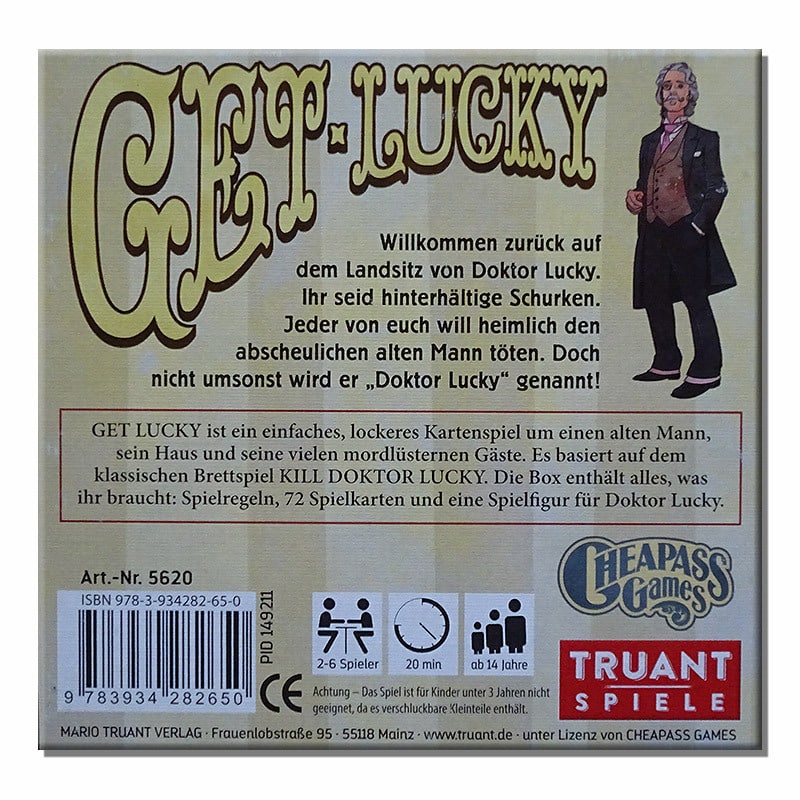 GET-LUCKY
Willkommen zurück auf
dem Landsitz von Doktor Lucky.
Ihr seid hinterhältige Schurken.
Jeder von euch will heimlich den
abscheulichen alten Mann töten. Doch
nicht umsonst wird er „Doktor Lucky“ genannt!
GET LUCKY ist ein einfaches, lockeres Kartenspiel um einen alten Mann,
sein Haus und seine vielen mordlüsternen Gäste. Es basiert auf dem
klassischen Brettspiel KILL DOKTOR LUCKY. Die Box enthält alles, was
ihr braucht: Spielregeln, 72 Spielkarten und eine Spielfigur für Doktor Lucky.
Art.-Nr. 5620
ISBN 978-3-934282-65-0
9 783934 282650
PID 149211
CE
2-6 Spieler
20 min
ab 14 Jahre
Achtung – Das Spiel ist für Kinder unter 3 Jahren nicht
geeignet, da es verschluckbare Kleinteile enthält.
CHEAPASS
Games
TRUANT
SPIELE
MARIO TRUANT VERLAG · Frauenlobstraße 95 · 55118 Mainz · www.truant.de · unter Lizenz von CHEAPASS GAMES